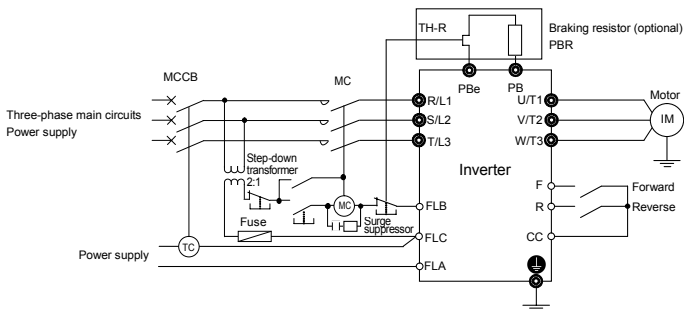 TH-R
Braking resistor (optional)
PBR
MCCB
MC
PBe
PB
Motor
Three-phase main circuits
Power supply
R/L1
U/T1
S/L2
V/T2
IM
T/L3
W/T3
Step-down
transformer
2:1
Inverter
F
Forward
MC
FLB
R
Reverse
Fuse
Surge
suppressor
FLC
CC
TC
Power supply
FLA